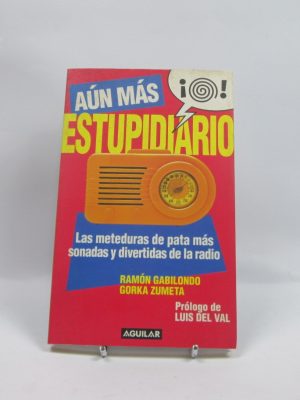 ¡@!
AÚN MÁS
ESTUPIDIARIO
Las meteduras de pata más
sonadas y divertidas de la radio
RAMÓN GABILONDO
GORKA ZUMETA
Prólogo de
LUIS DEL VAL
AGUILAR